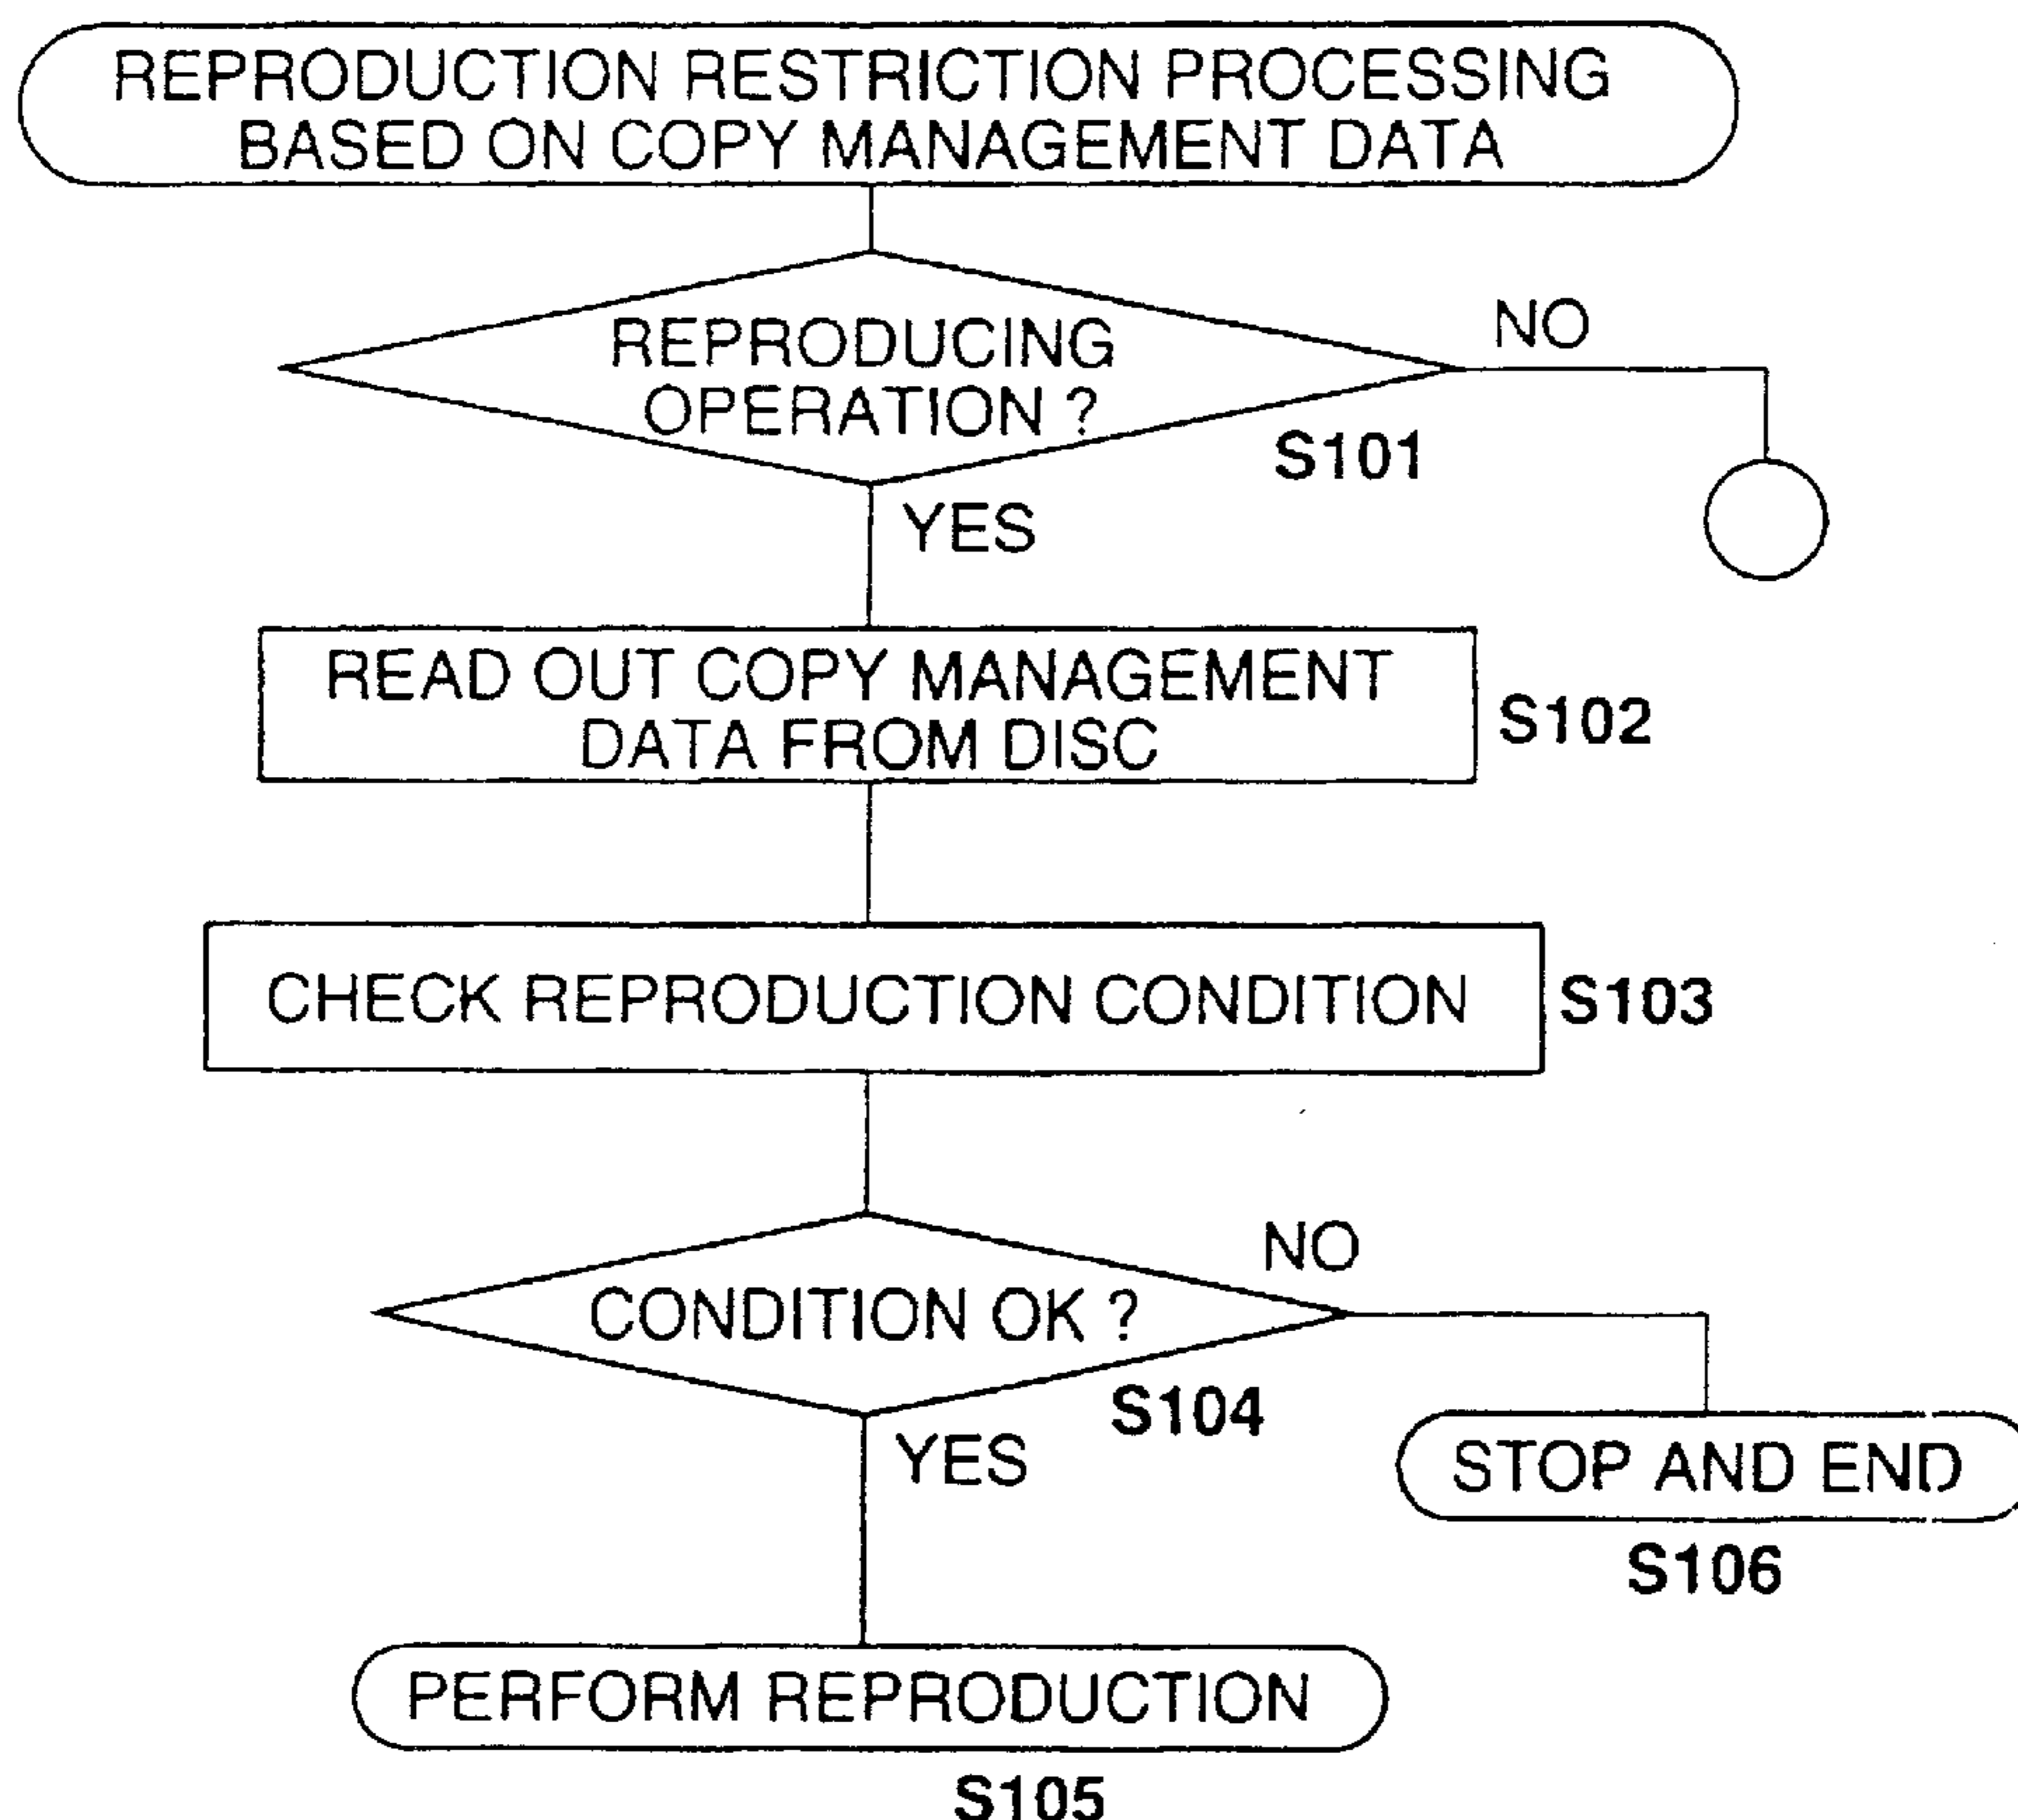 REPRODUCTION RESTRICTION PROCESSING
BASED ON COPY MANAGEMENT DATA
REPRODUCING
OPERATION ?
NO
S101
YES
READ OUT COPY MANAGEMENT
DATA FROM DISC
S102
CHECK REPRODUCTION CONDITION
S103
CONDITION OK ?
NO
S104
YES
STOP AND END
S106
PERFORM REPRODUCTION
S105